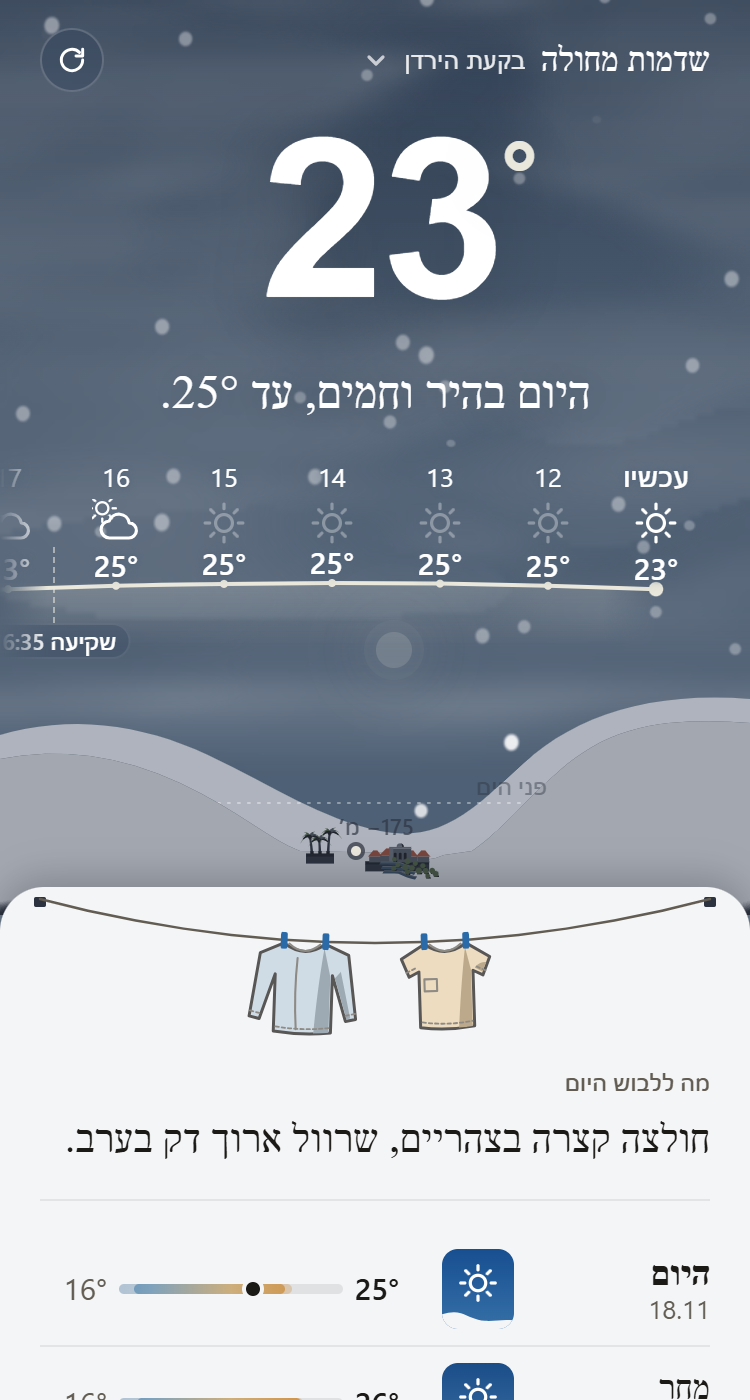 שדמות מחולה בקעת הירדן
23°
היום בהיר וחמים, עד 25°.
עכשיו 12 13 14 15 16
23° 25° 25° 25° 25° 25°
שקיעה
פני הים
−175 מ׳
מה ללבוש היום
חולצה קצרה בצהריים, שרוול ארוך דק בערב.
היום 25° 16°
18.11
מחר 26° 16°